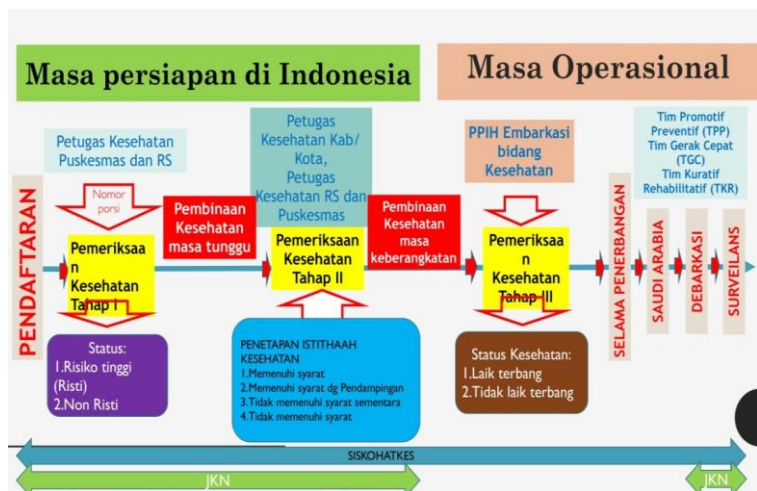 Masa persiapan di Indonesia
Masa Operasional
Petugas Kesehatan
Puskesmas dan RS
Petugas
Kesehatan Kab/
Kota,
Petugas
Kesehatan RS dan
Puskesmas
PPIH Embarkasi
bidang
Kesehatan
Tim Promotif
Preventif (TPP)
Tim Gerak Cepat
(TGC)
Tim Kuratif
Rehabilitatif (TKR)
PENDAFTARAN
Nomor
porsi
Pemeriksaa
n
Kesehatan
Tahap I
Pembinaan
Kesehatan
masa tunggu
Pemeriksaan
Kesehatan
Tahap II
Pembinaan
Kesehatan
masa
keberangkatan
Pemeriksaa
n
Kesehatan
Tahap III
SELAMA PENERBANGAN
SAUDI ARABIA
DEBARKASI
SURVEILANS
Status:
1.Risiko tinggi
(Risti)
2.Non Risti
PENETAPAN ISTITHAAH
KESEHATAN
1.Memenuhi syarat
2.Memenuhi syarat dg Pendampingan
3.Tidak memenuhi syarat sementara
4.Tidak memenuhi syarat
Status Kesehatan:
1.Laik terbang
2.Tidak laik terbang
SISKOHATKES
JKN
JKN